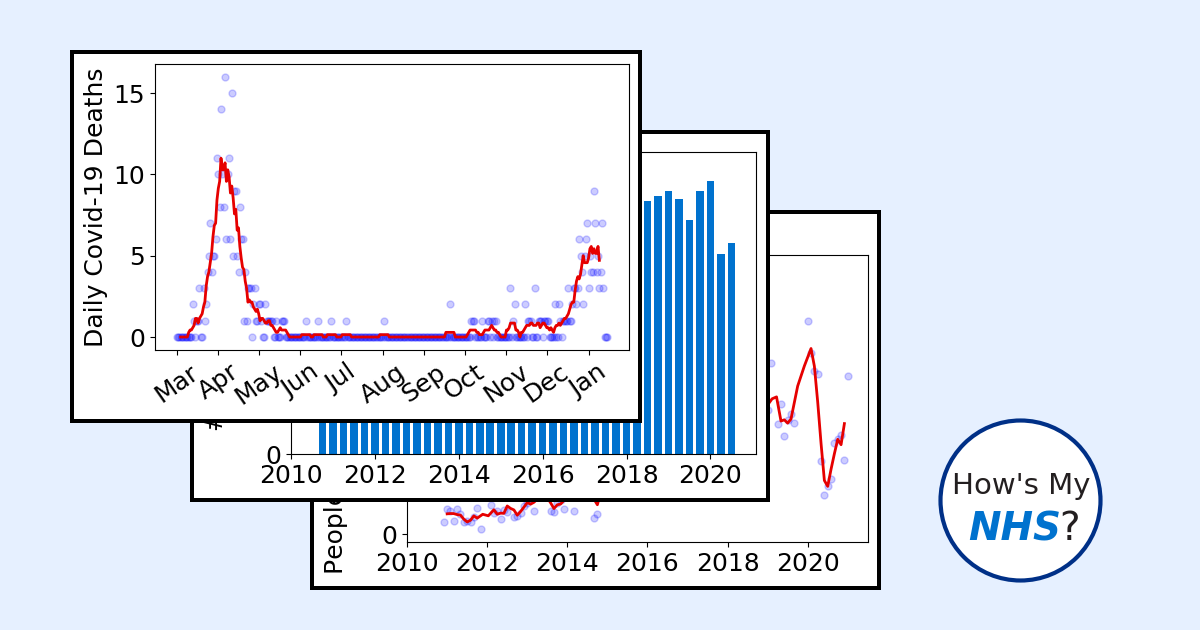 Daily Covid-19 Deaths
15
10
5
0
Mar Apr May Jun Jul Aug Sep Oct Nov Dec Jan
#
0
2010 2012 2014 2016 2018 2020
People
0
2010 2012 2014 2016 2018 2020
How's My
NHS?